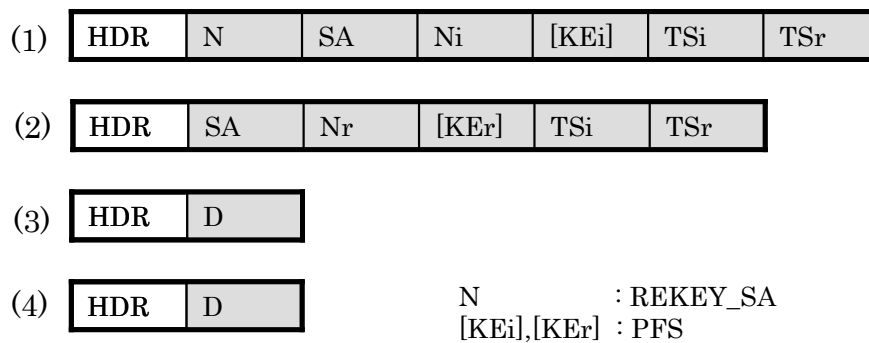 (1) HDR N SA Ni [KEi] TSi TSr
(2) HDR SA Nr [KEr] TSi TSr
(3) HDR D
(4) HDR D
N : REKEY_SA
[KEi],[KEr] : PFS